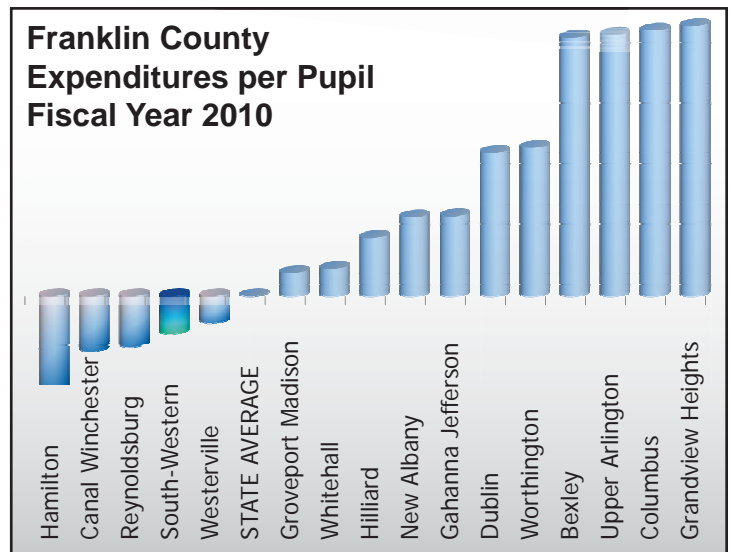 Franklin County
Expenditures per Pupil
Fiscal Year 2010
Hamilton
Canal Winchester
Reynoldsburg
South-Western
Westerville
STATE AVERAGE
Groveport Madison
Whitehall
Hilliard
New Albany
Gahanna Jefferson
Dublin
Worthington
Bexley
Upper Arlington
Columbus
Grandview Heights